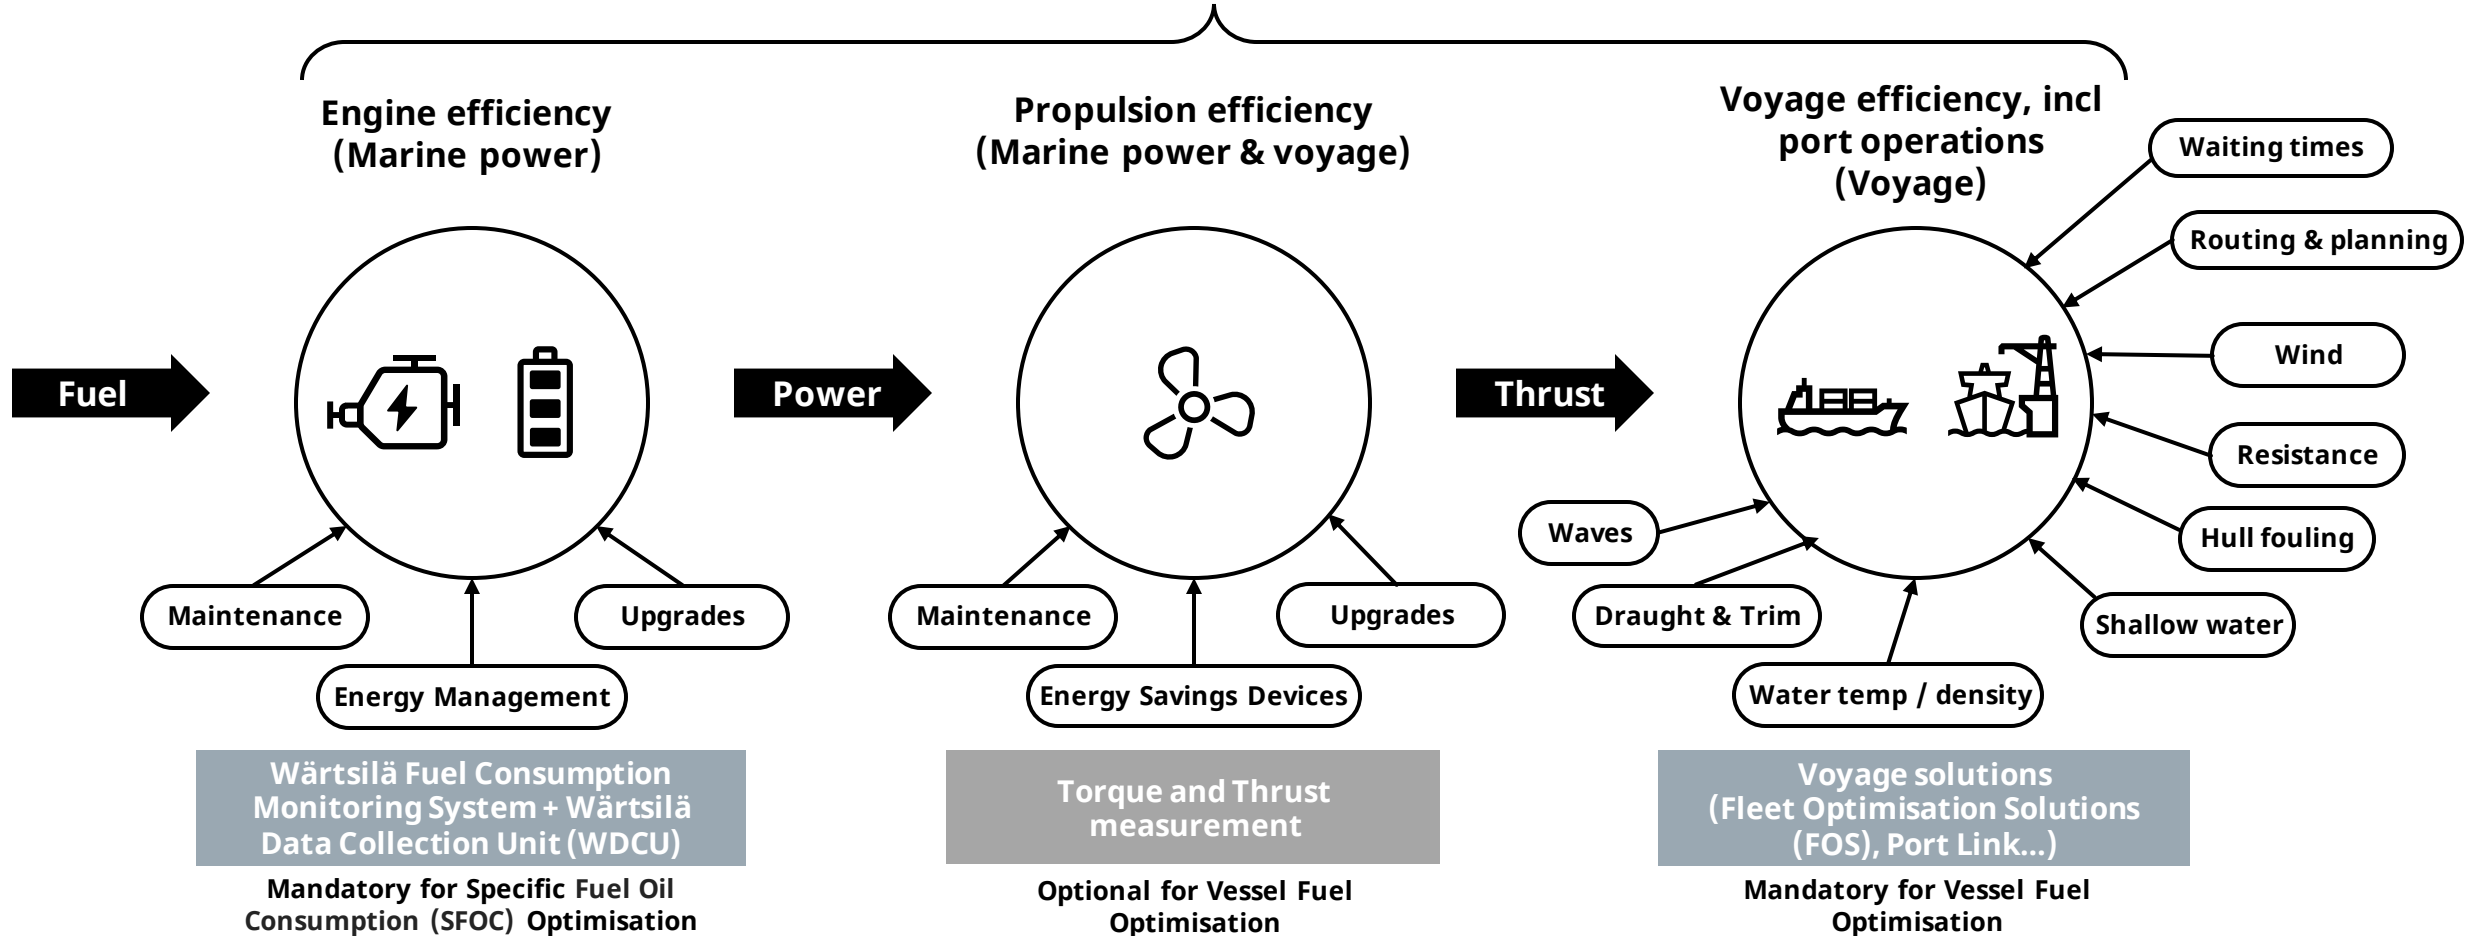 Engine efficiency
(Marine power)
Propulsion efficiency
(Marine power & voyage)
Voyage efficiency, incl
port operations
(Voyage)
Waiting times
Routing & planning
Wind
Resistance
Hull fouling
Shallow water
Water temp / density
Draught & Trim
Waves
Fuel
Power
Thrust
Maintenance
Energy Management
Upgrades
Maintenance
Energy Savings Devices
Upgrades
Wärtsilä Fuel Consumption
Monitoring System + Wärtsilä
Data Collection Unit (WDCU)
Mandatory for Specific Fuel Oil
Consumption (SFOC) Optimisation
Torque and Thrust
measurement
Optional for Vessel Fuel
Optimisation
Voyage solutions
(Fleet Optimisation Solutions
(FOS), Port Link...)
Mandatory for Vessel Fuel
Optimisation